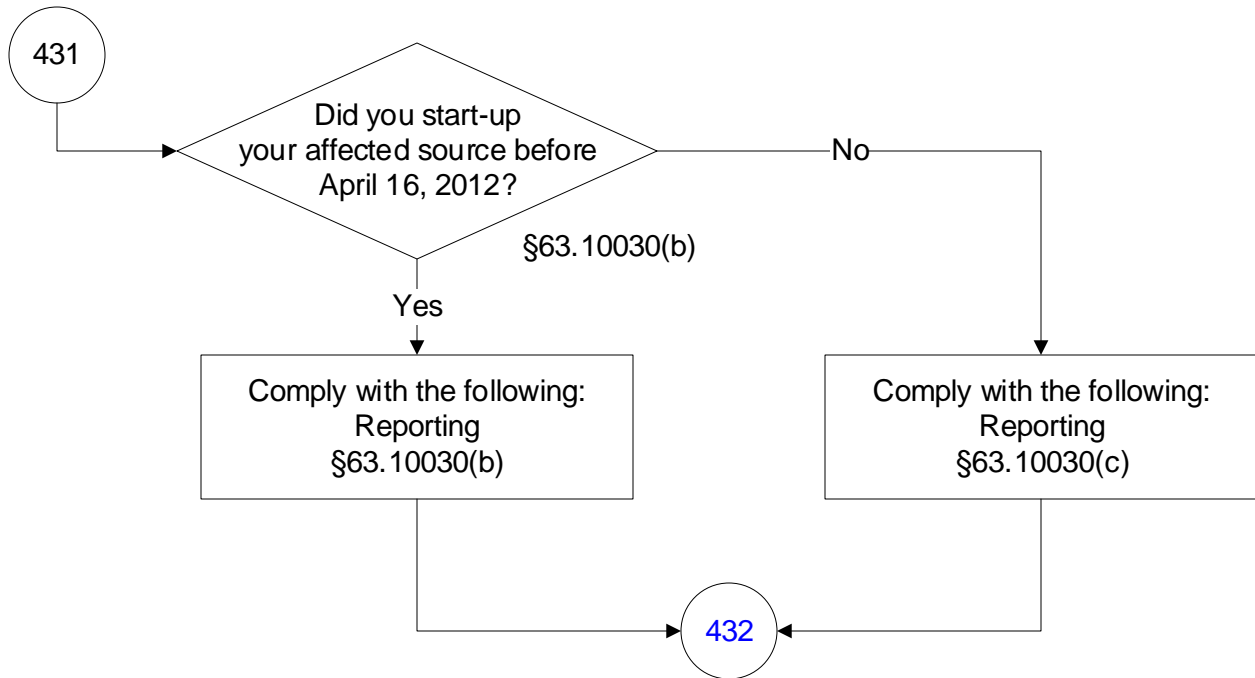 431
Did you start-up
your affected source before
April 16, 2012?
No
§63.10030(b)
Yes
Comply with the following:
Reporting
§63.10030(b)
Comply with the following:
Reporting
§63.10030(c)
432